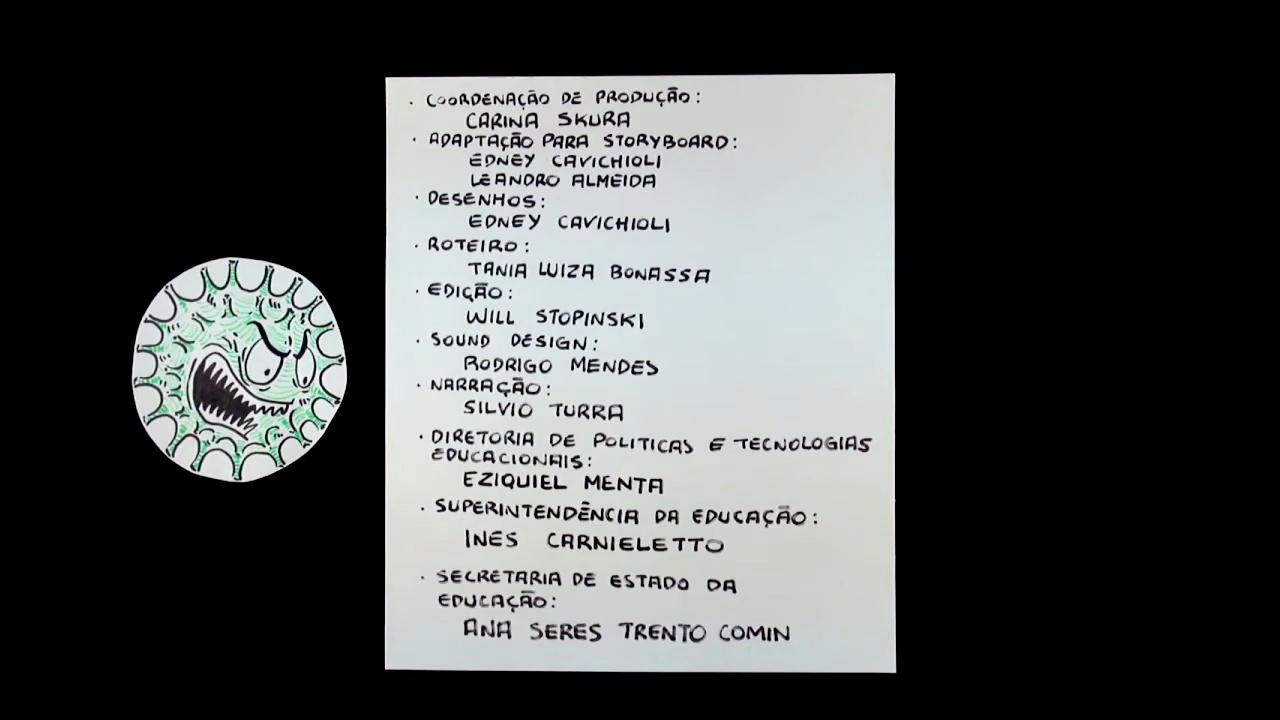 · COORDENAÇÃO DE PRODUÇÃO:
CARINA SKURA
· ADAPTAÇÃO PARA STORYBOARD:
EDNEY CAVICHIOLI
LEANDRO ALMEIDA
· DESENHOS:
EDNEY CAVICHIOLI
· ROTEIRO:
TANIA LUIZA BONASSA
· EDIÇÃO:
WILL STOPINSKI
· SOUND DESIGN:
RODRIGO MENDES
· NARRAÇÃO:
SILVIO TURRA
· DIRETORIA DE POLITICAS E TECNOLOGIAS
EDUCACIONAIS:
EZIQUIEL MENTA
· SUPERINTENDÊNCIA DA EDUCAÇÃO:
INES CARNIELETTO
· SECRETARIA DE ESTADO DA
EDUCAÇÃO:
ANA SERES TRENTO COMIN